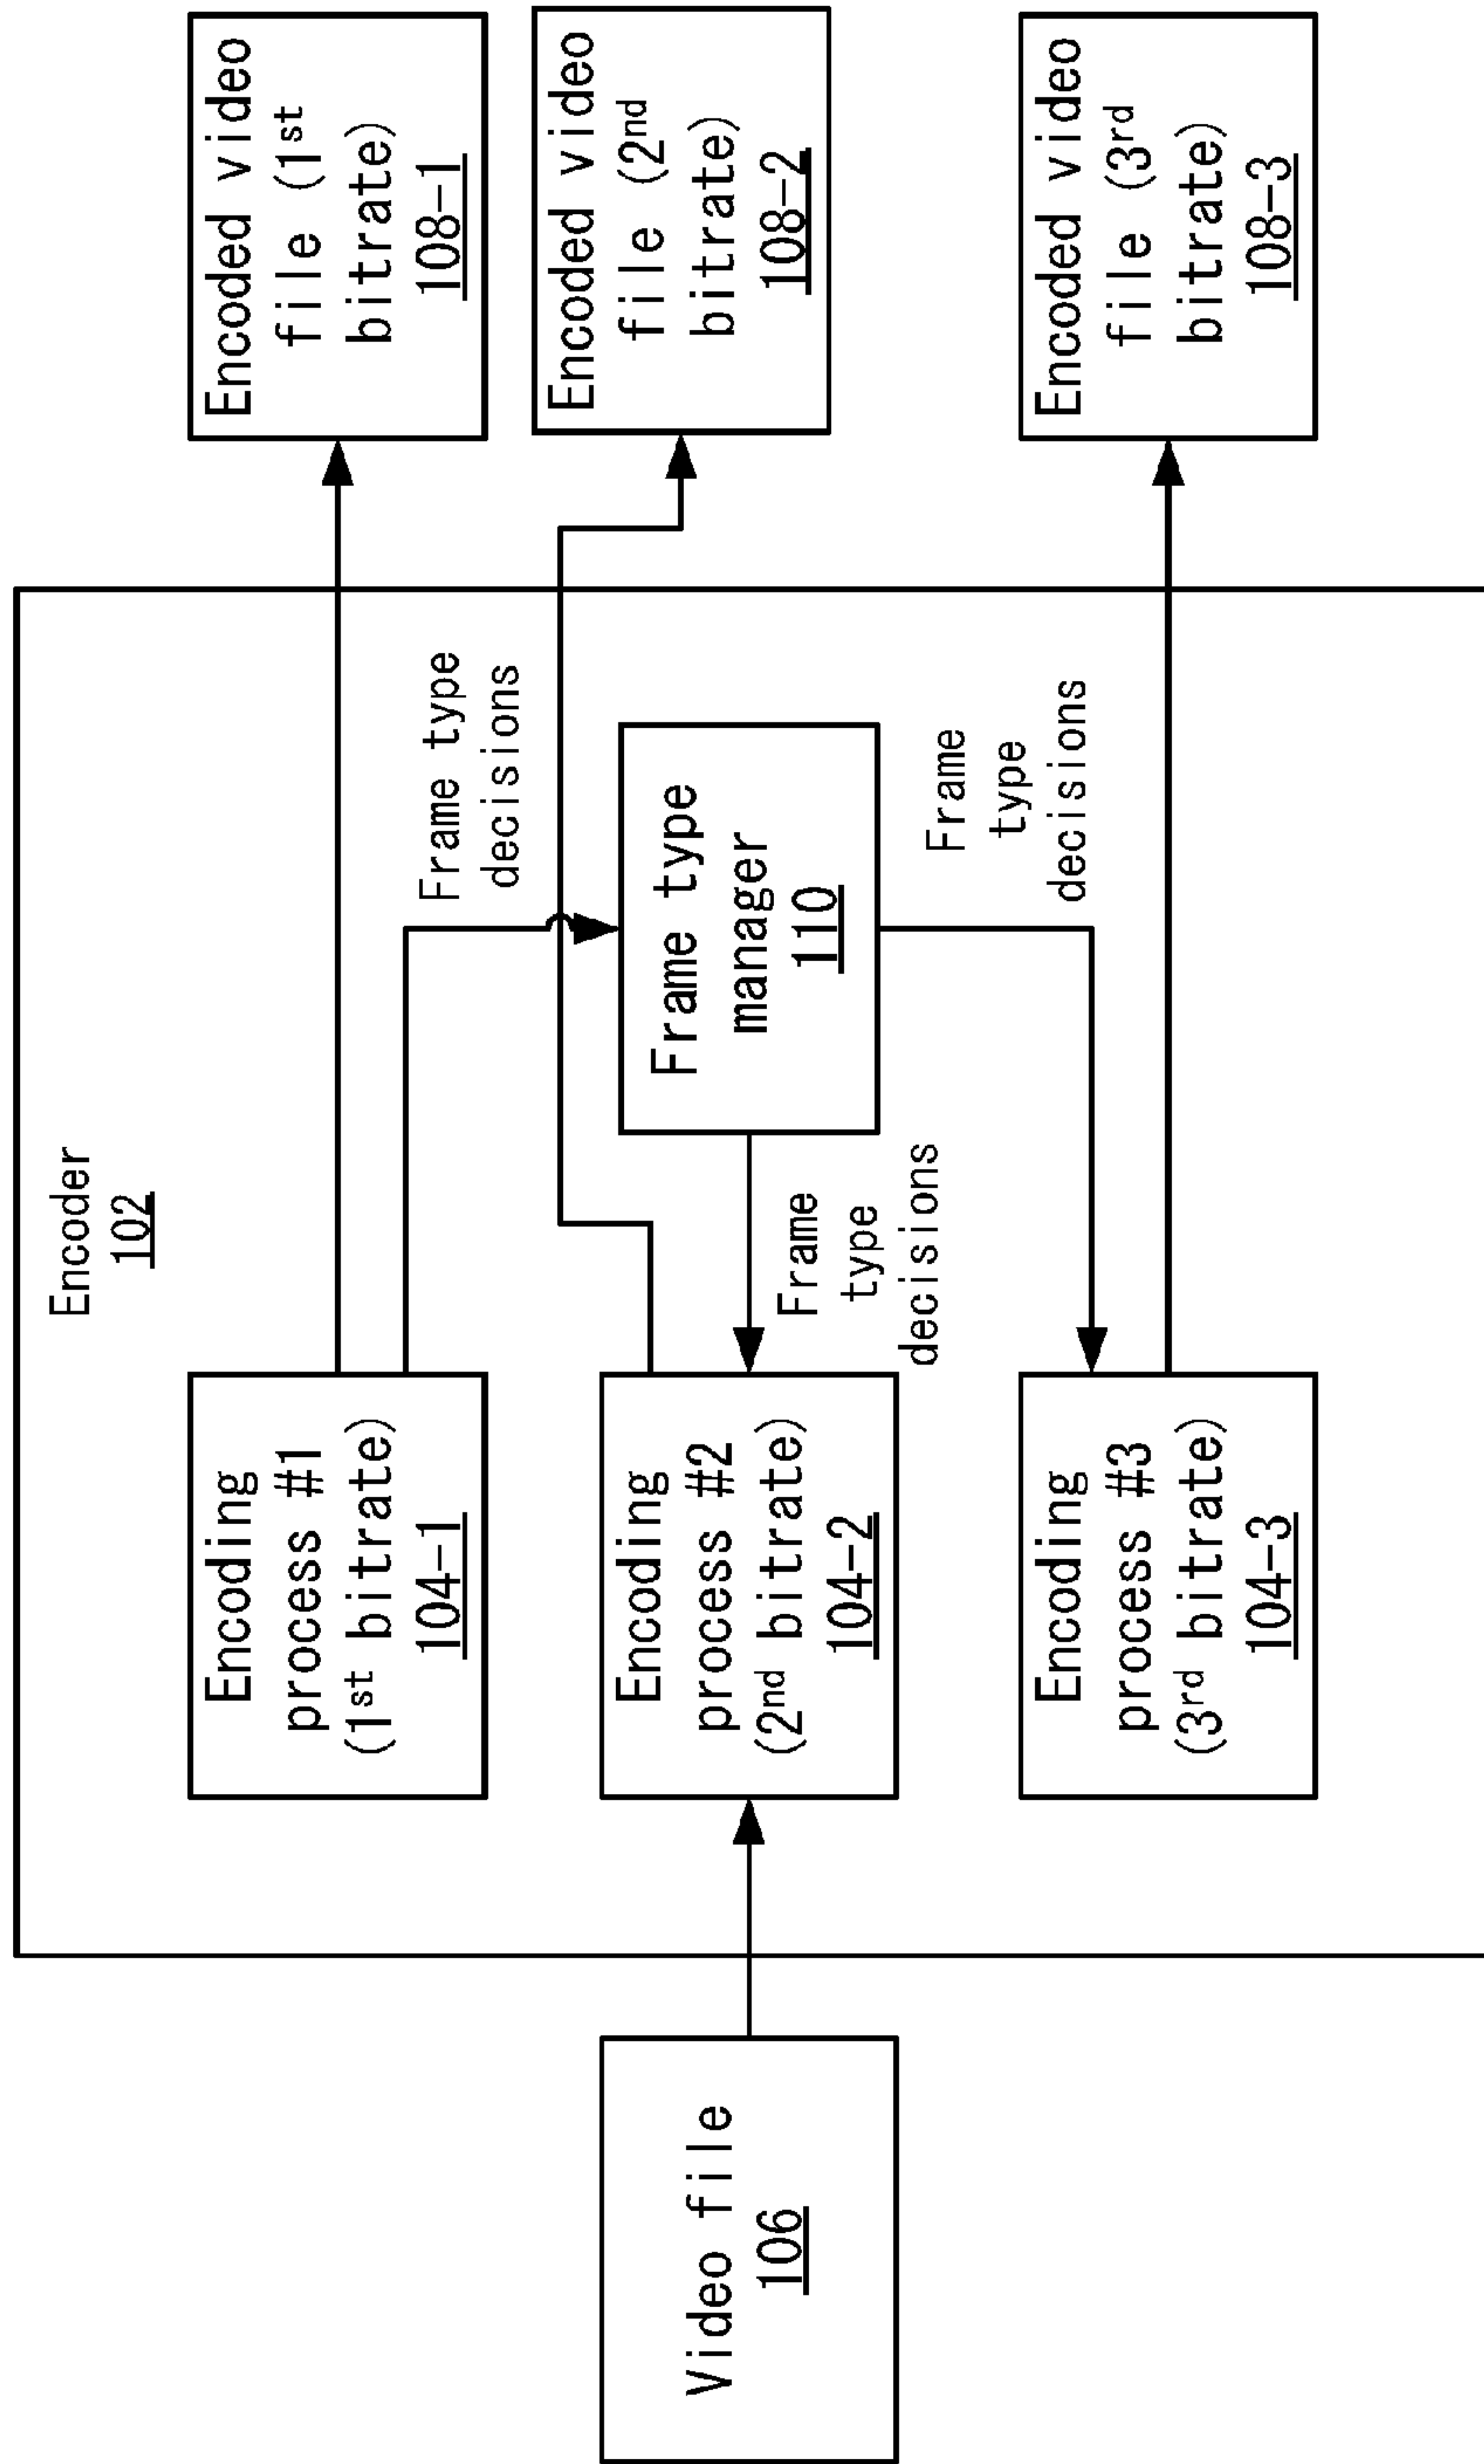 Encoder
102
Video file
106
Encoding
process #1
(1st bitrate)
104-1
Encoding
process #2
(2nd bitrate)
104-2
Encoding
process #3
(3rd bitrate)
104-3
Frame type
decisions
Frame type
manager
110
Frame
type
decisions
Frame
type
decisions
Encoded video
file (1st
bitrate)
108-1
Encoded video
file (2nd
bitrate)
108-2
Encoded video
file (3rd
bitrate)
108-3